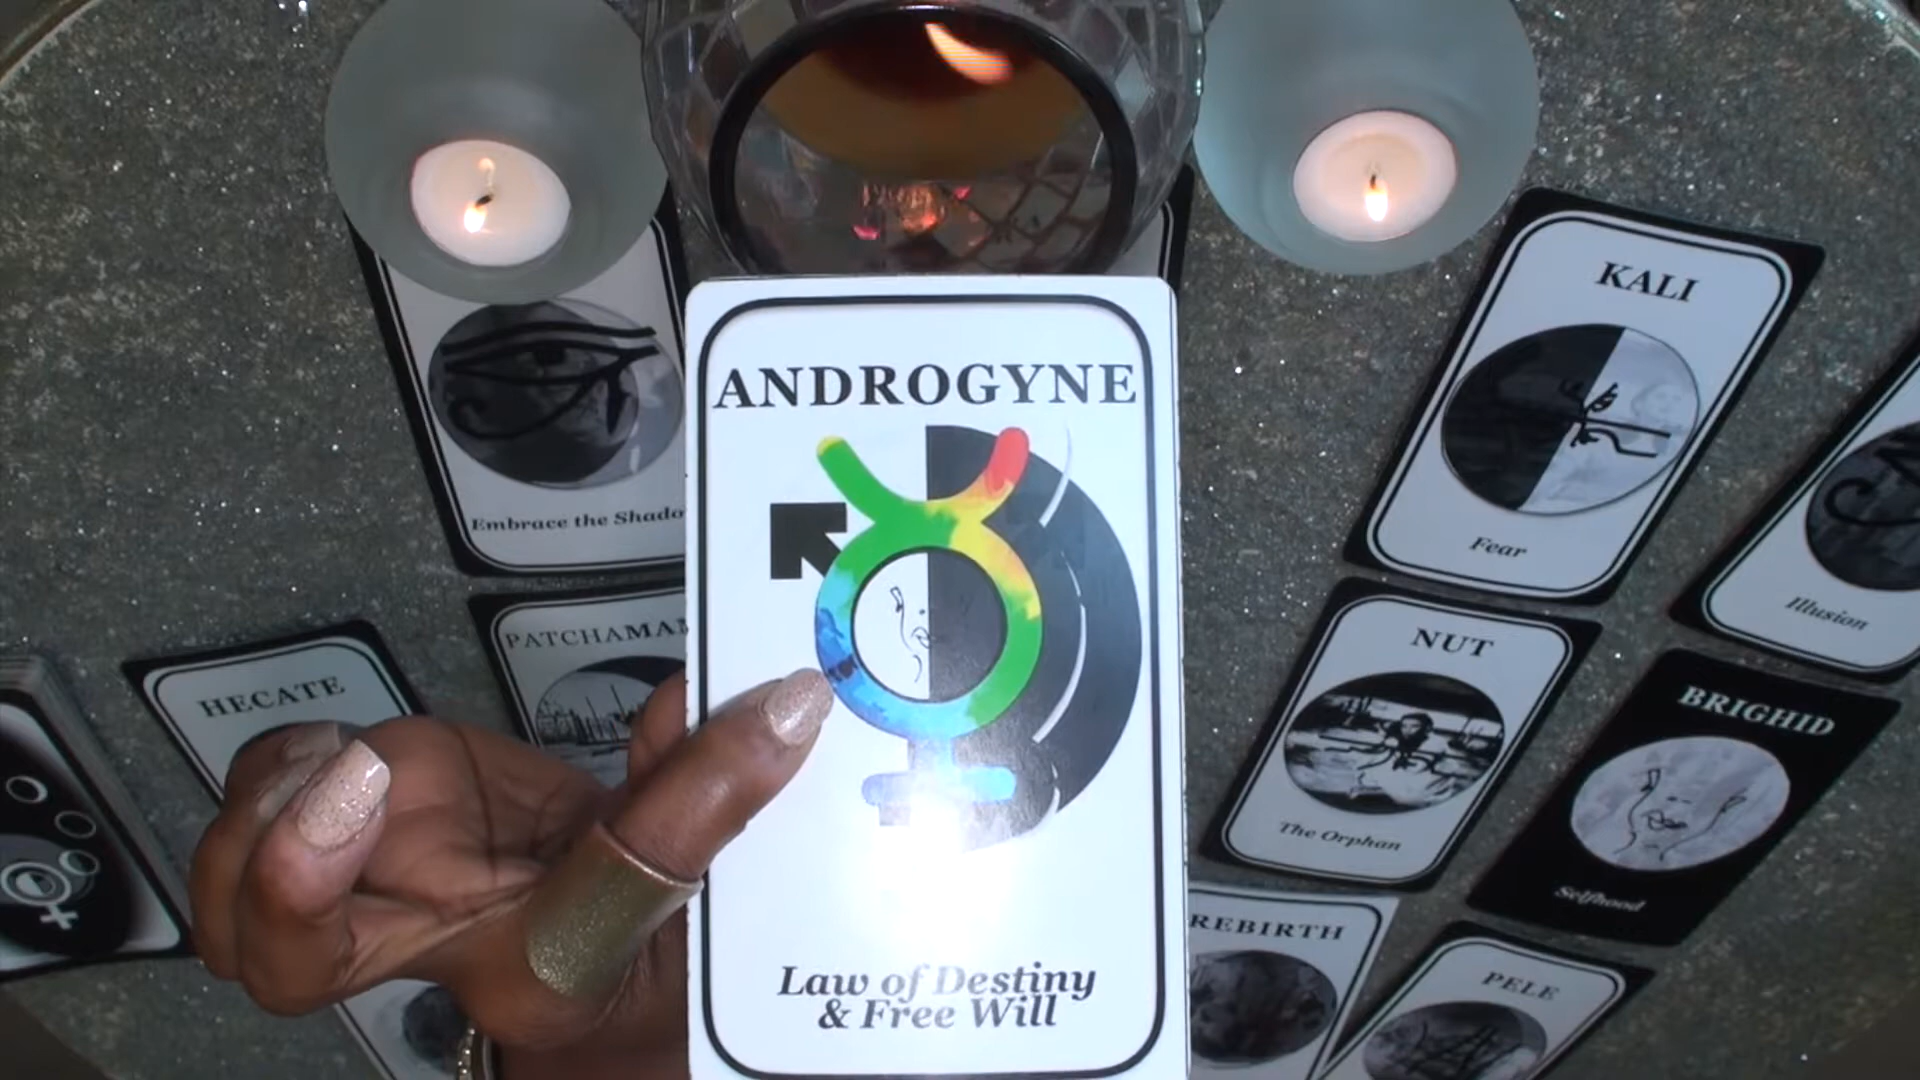 ANDROGYNE
Law of Destiny
& Free Will
Embrace the Shado
HECATE
PATCHAMAM
KALI
Fear
Illusion
NUT
The Orphan
BRIGHID
Selfhood
REBIRTH
PELE